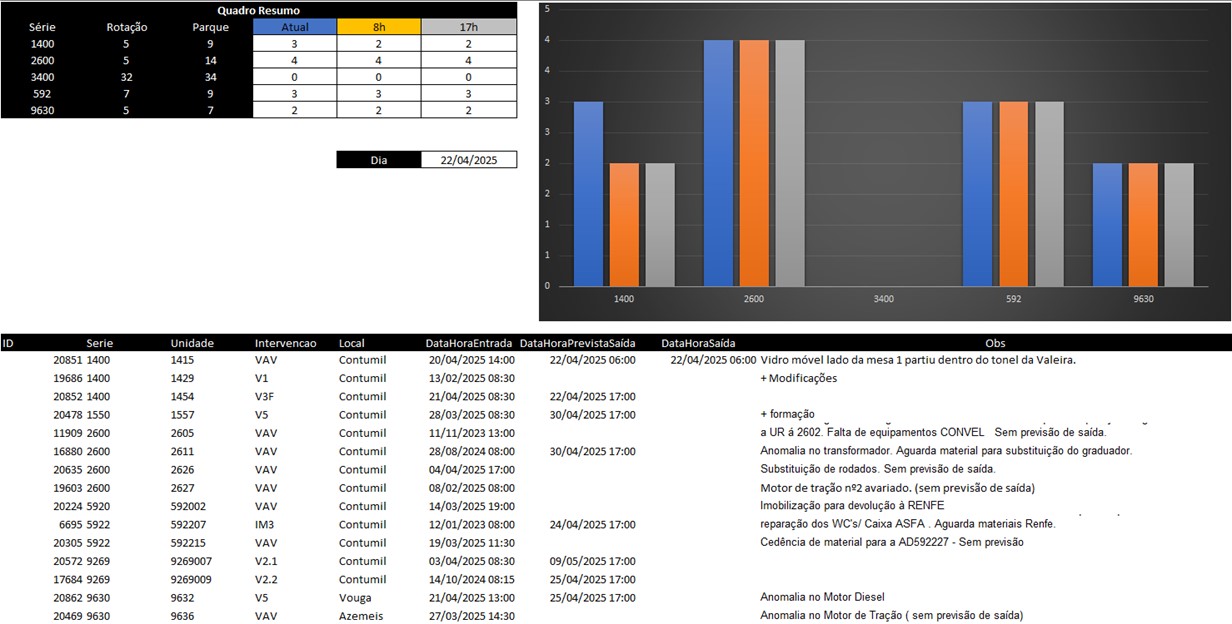 Quadro Resumo
Série Rotação Parque Atual 8h 17h
1400 5 9 3 2 2
2600 5 14 4 4 4
3400 32 34 0 0 0
592 7 9 3 3 3
9630 5 7 2 2 2
Dia 22/04/2025
5
4
4
3
3
2
2
1
1
0
1400 2600 3400 592 9630
ID Serie Unidade Intervencao Local DataHoraEntrada DataHoraPrevistaSaída DataHoraSaída Obs
20851 1400 1415 VAV Contumil 20/04/2025 14:00 22/04/2025 06:00 22/04/2025 06:00 Vidro móvel lado da mesa 1 partiu dentro do tonel da Valeira.
19686 1400 1429 V1 Contumil 13/02/2025 08:30 + Modificações
20852 1400 1454 V3F Contumil 21/04/2025 08:30 22/04/2025 17:00
20478 1550 1557 V5 Contumil 28/03/2025 08:30 30/04/2025 17:00 + formação
11909 2600 2605 VAV Contumil 11/11/2023 13:00 a UR á 2602. Falta de equipamentos CONVEL Sem previsão de saída.
16880 2600 2611 VAV Contumil 28/08/2024 08:00 30/04/2025 17:00 Anomalia no transformador. Aguarda material para substituição do graduador.
20635 2600 2626 VAV Contumil 04/04/2025 17:00 Substituição de rodados. Sem previsão de saída.
19603 2600 2627 VAV Contumil 08/02/2025 08:00 Motor de tração nº2 avariado. (sem previsão de saída)
20224 5920 592002 VAV Contumil 14/03/2025 19:00 Imobilização para devolução à RENFE
6695 5922 592207 IM3 Contumil 12/01/2023 08:00 24/04/2025 17:00 reparação dos WC's/ Caixa ASFA . Aguarda materiais Renfe.
20305 5922 592215 VAV Contumil 19/03/2025 11:30 Cedência de material para a AD592227 - Sem previsão
20572 9269 9269007 V2.1 Contumil 03/04/2025 08:30 09/05/2025 17:00
17684 9269 9269009 V2.2 Contumil 14/10/2024 08:15 25/04/2025 17:00
20862 9630 9632 V5 Vouga 21/04/2025 13:00 25/04/2025 17:00 Anomalia no Motor Diesel
20469 9630 9636 VAV Azemeis 27/03/2025 14:30 Anomalia no Motor de Tração ( sem previsão de saída)